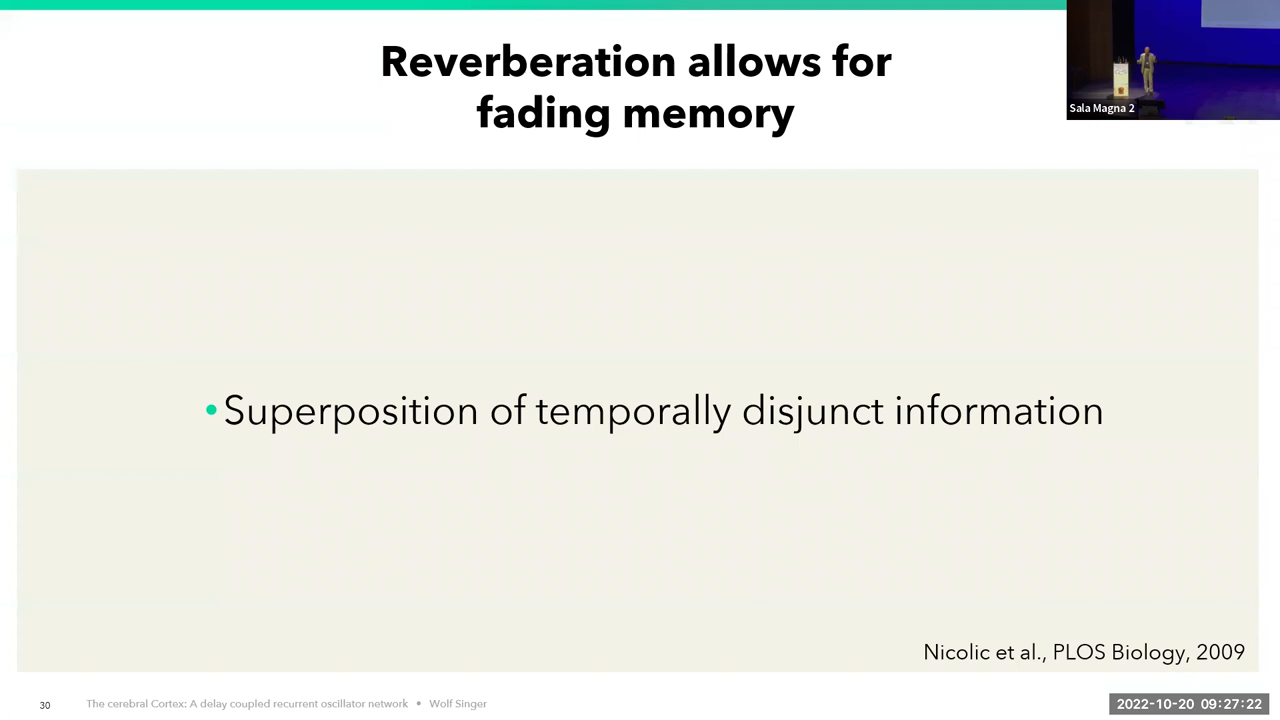 Reverberation allows for
fading memory
Sala Magna 2
• Superposition of temporally disjunct information
Nicolic et al., PLOS Biology, 2009
30
The cerebral Cortex: A delay coupled recurrent oscillator network • Wolf Singer
2022-10-20 09:27:22